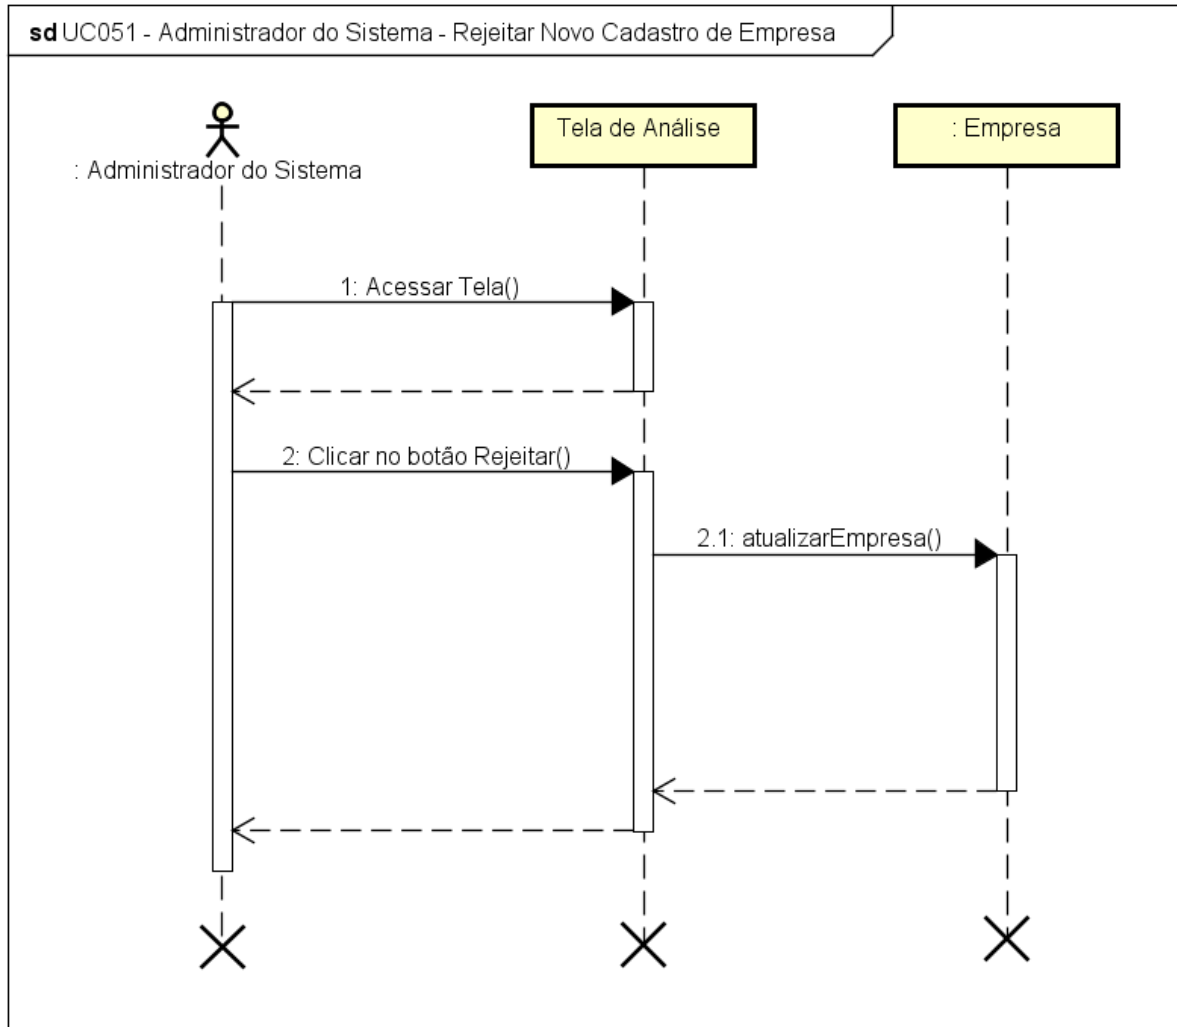 sd UC051 - Administrador do Sistema - Rejeitar Novo Cadastro de Empresa
: Administrador do Sistema
Tela de Análise
: Empresa
1: Acessar Tela()
2: Clicar no botão Rejeitar()
2.1: atualizarEmpresa()